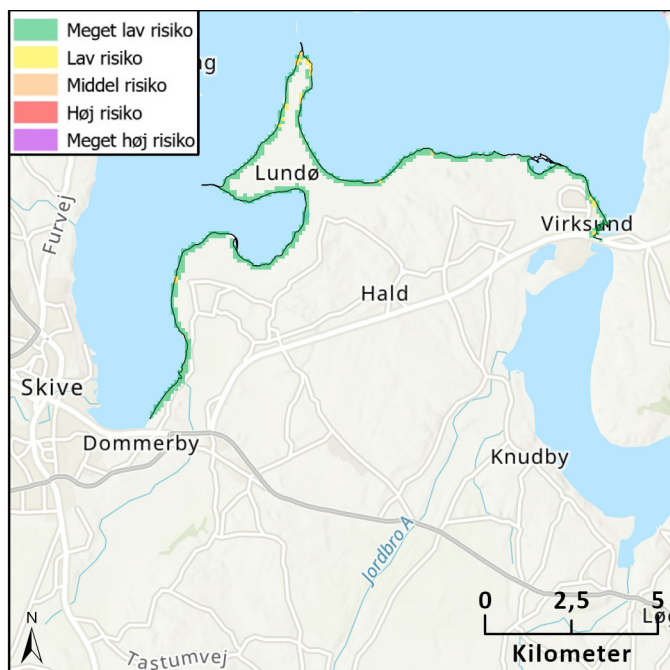 Meget lav risiko
Lav risiko
Middel risiko
Høj risiko
Meget høj risiko
Furvej
Lundø
Virksund
Hald
Skive
Dommerby
Knudby
Jordbro Å
Tastumvej
N
0 2,5 5
Kilometer